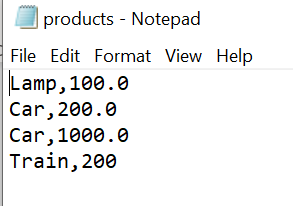 products - Notepad
File Edit Format View Help
Lamp,100.0
Car,200.0
Car,1000.0
Train,200